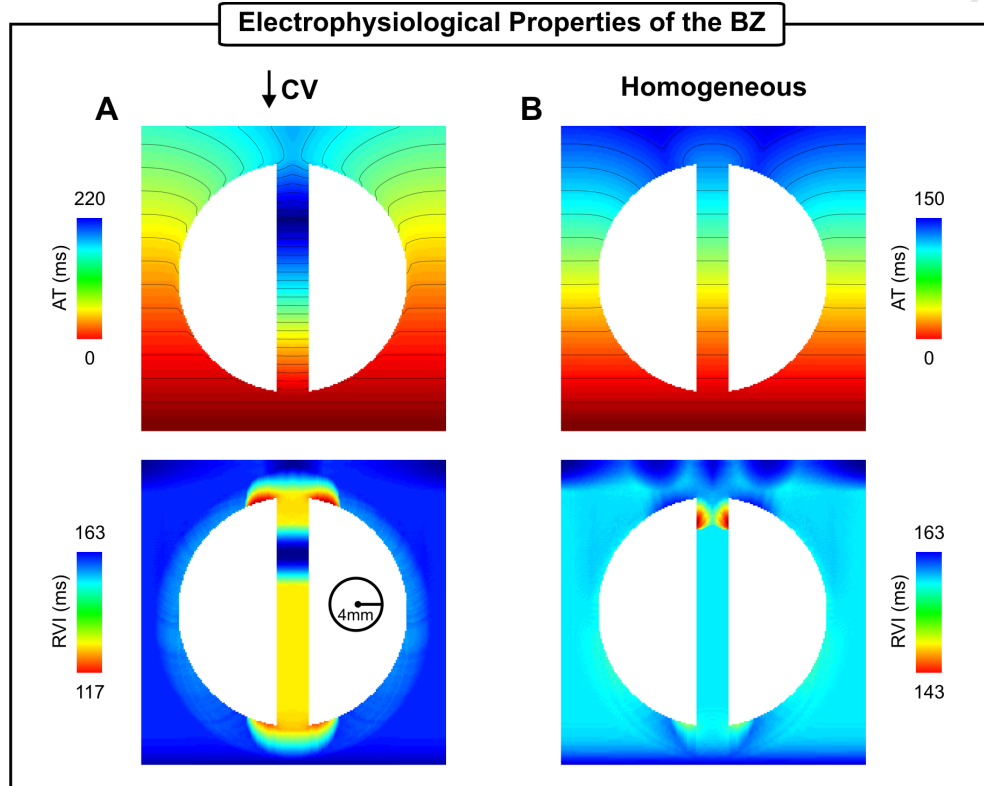 Electrophysiological Properties of the BZ
A
↓ CV
B
Homogeneous
220
AT (ms)
0
150
AT (ms)
0
163
RVI (ms)
117
4mm
163
RVI (ms)
143